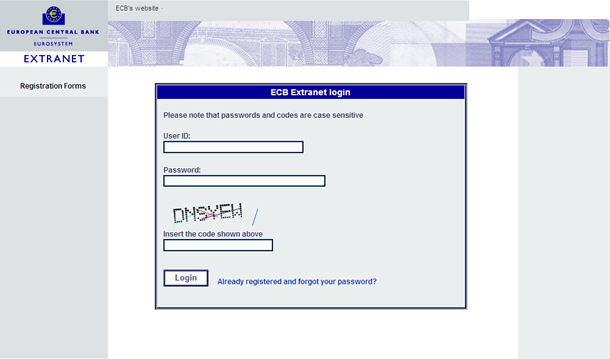 ECB's website
EUROPEAN CENTRAL BANK
EUROSYSTEM
EXTRANET
Registration Forms
ECB Extranet login
Please note that passwords and codes are case sensitive
User ID:
Password:
Insert the code shown above
Login
Already registered and forgot your password?